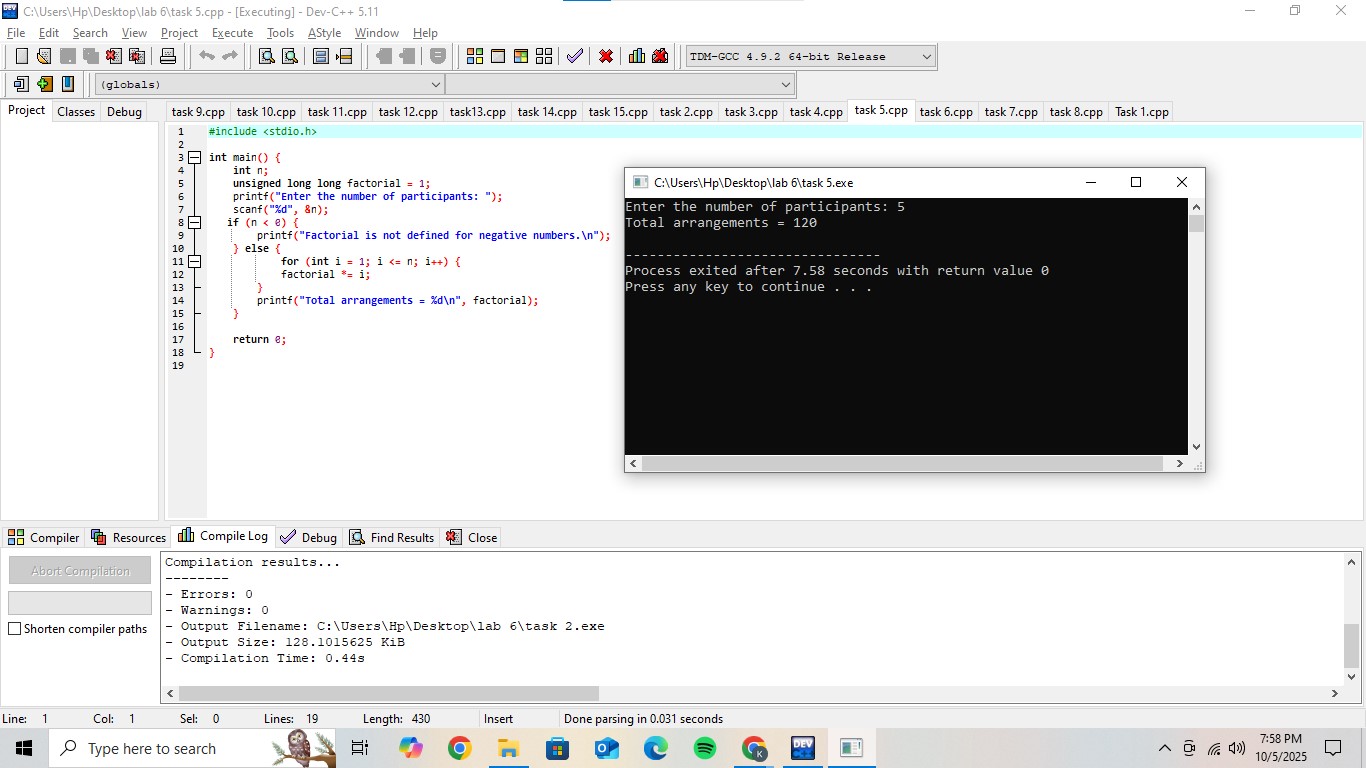 C:\Users\Hp\Desktop\lab 6\task 5.cpp - [Executing] - Dev-C++ 5.11
File Edit Search View Project Execute Tools AStyle Window Help
TDM-GCC 4.9.2 64-bit Release
(globals)
Project Classes Debug
task 9.cpp task 10.cpp task 11.cpp task 12.cpp task13.cpp task 14.cpp task 15.cpp task 2.cpp task 3.cpp task 4.cpp task 5.cpp task 6.cpp task 7.cpp task 8.cpp Task 1.cpp
1 #include <stdio.h>
2
3 int main() {
4 int n;
5 unsigned long long factorial = 1;
6 printf("Enter the number of participants: ");
7 scanf("%d", &n);
8 if (n < 0) {
9 printf("Factorial is not defined for negative numbers.\n");
10 } else {
11 for (int i = 1; i <= n; i++) {
12 factorial *= i;
13 }
14 printf("Total arrangements = %d\n", factorial);
15 }
16
17 return 0;
18 }
19
C:\Users\Hp\Desktop\lab 6\task 5.exe
Enter the number of participants: 5
Total arrangements = 120
--------------------------------
Process exited after 7.58 seconds with return value 0
Press any key to continue . . .
Compiler Resources Compile Log Debug Find Results Close
Abort Compilation
Shorten compiler paths
Compilation results...
--------
- Errors: 0
- Warnings: 0
- Output Filename: C:\Users\Hp\Desktop\lab 6\task 2.exe
- Output Size: 128.1015625 KiB
- Compilation Time: 0.44s
Line: 1 Col: 1 Sel: 0 Lines: 19 Length: 430 Insert Done parsing in 0.031 seconds
Type here to search
DEV
K
7:58 PM
10/5/2025